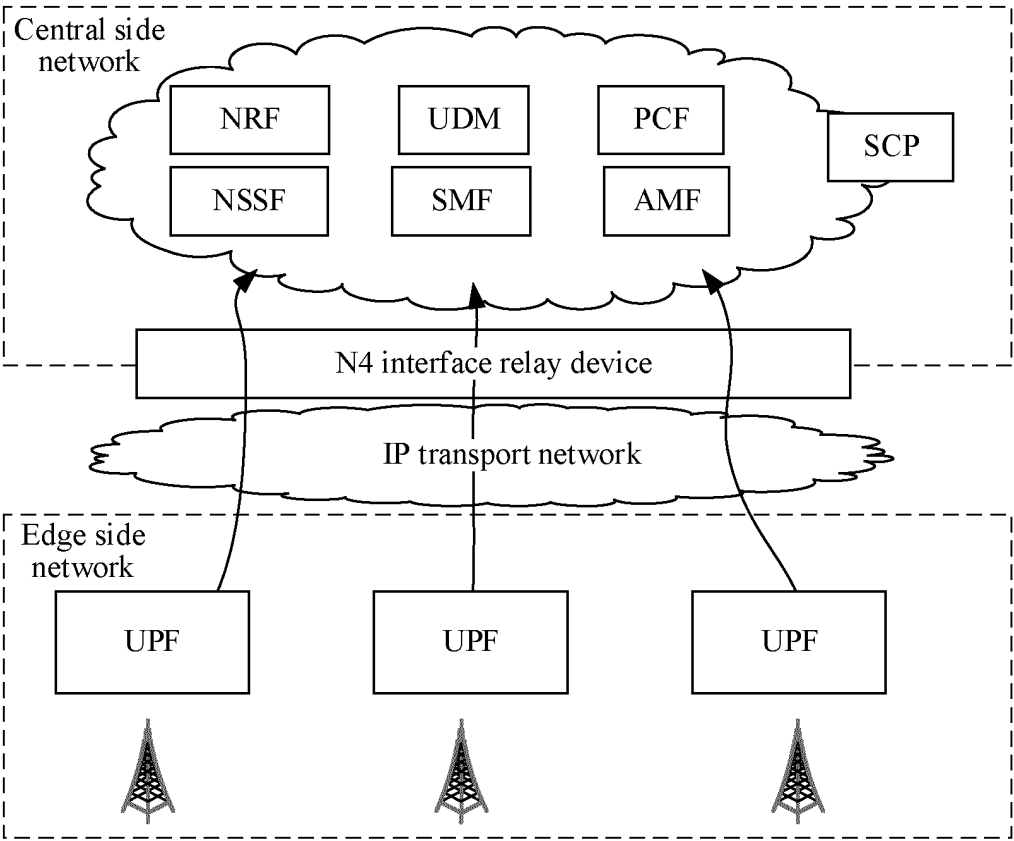 Central side
network
NRF
UDM
PCF
SCP
NSSF
SMF
AMF
N4 interface relay device
IP transport network
Edge side
network
UPF
UPF
UPF